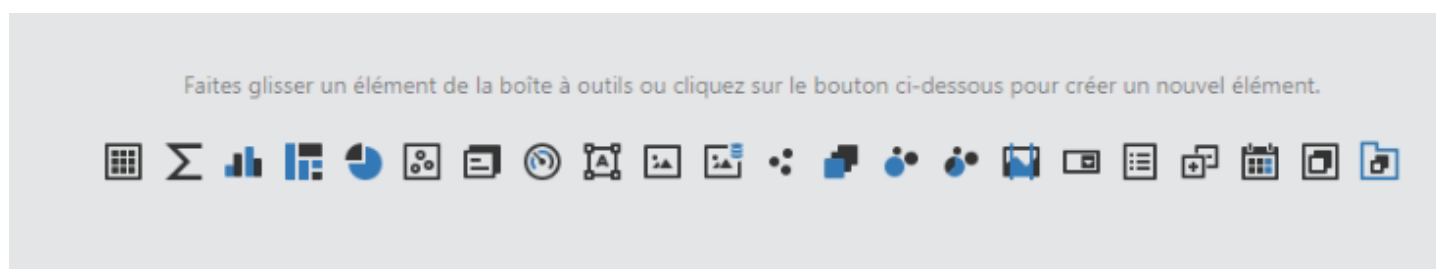 Faites glisser un élément de la boîte à outils ou cliquez sur le bouton ci-dessous pour créer un nouvel élément.